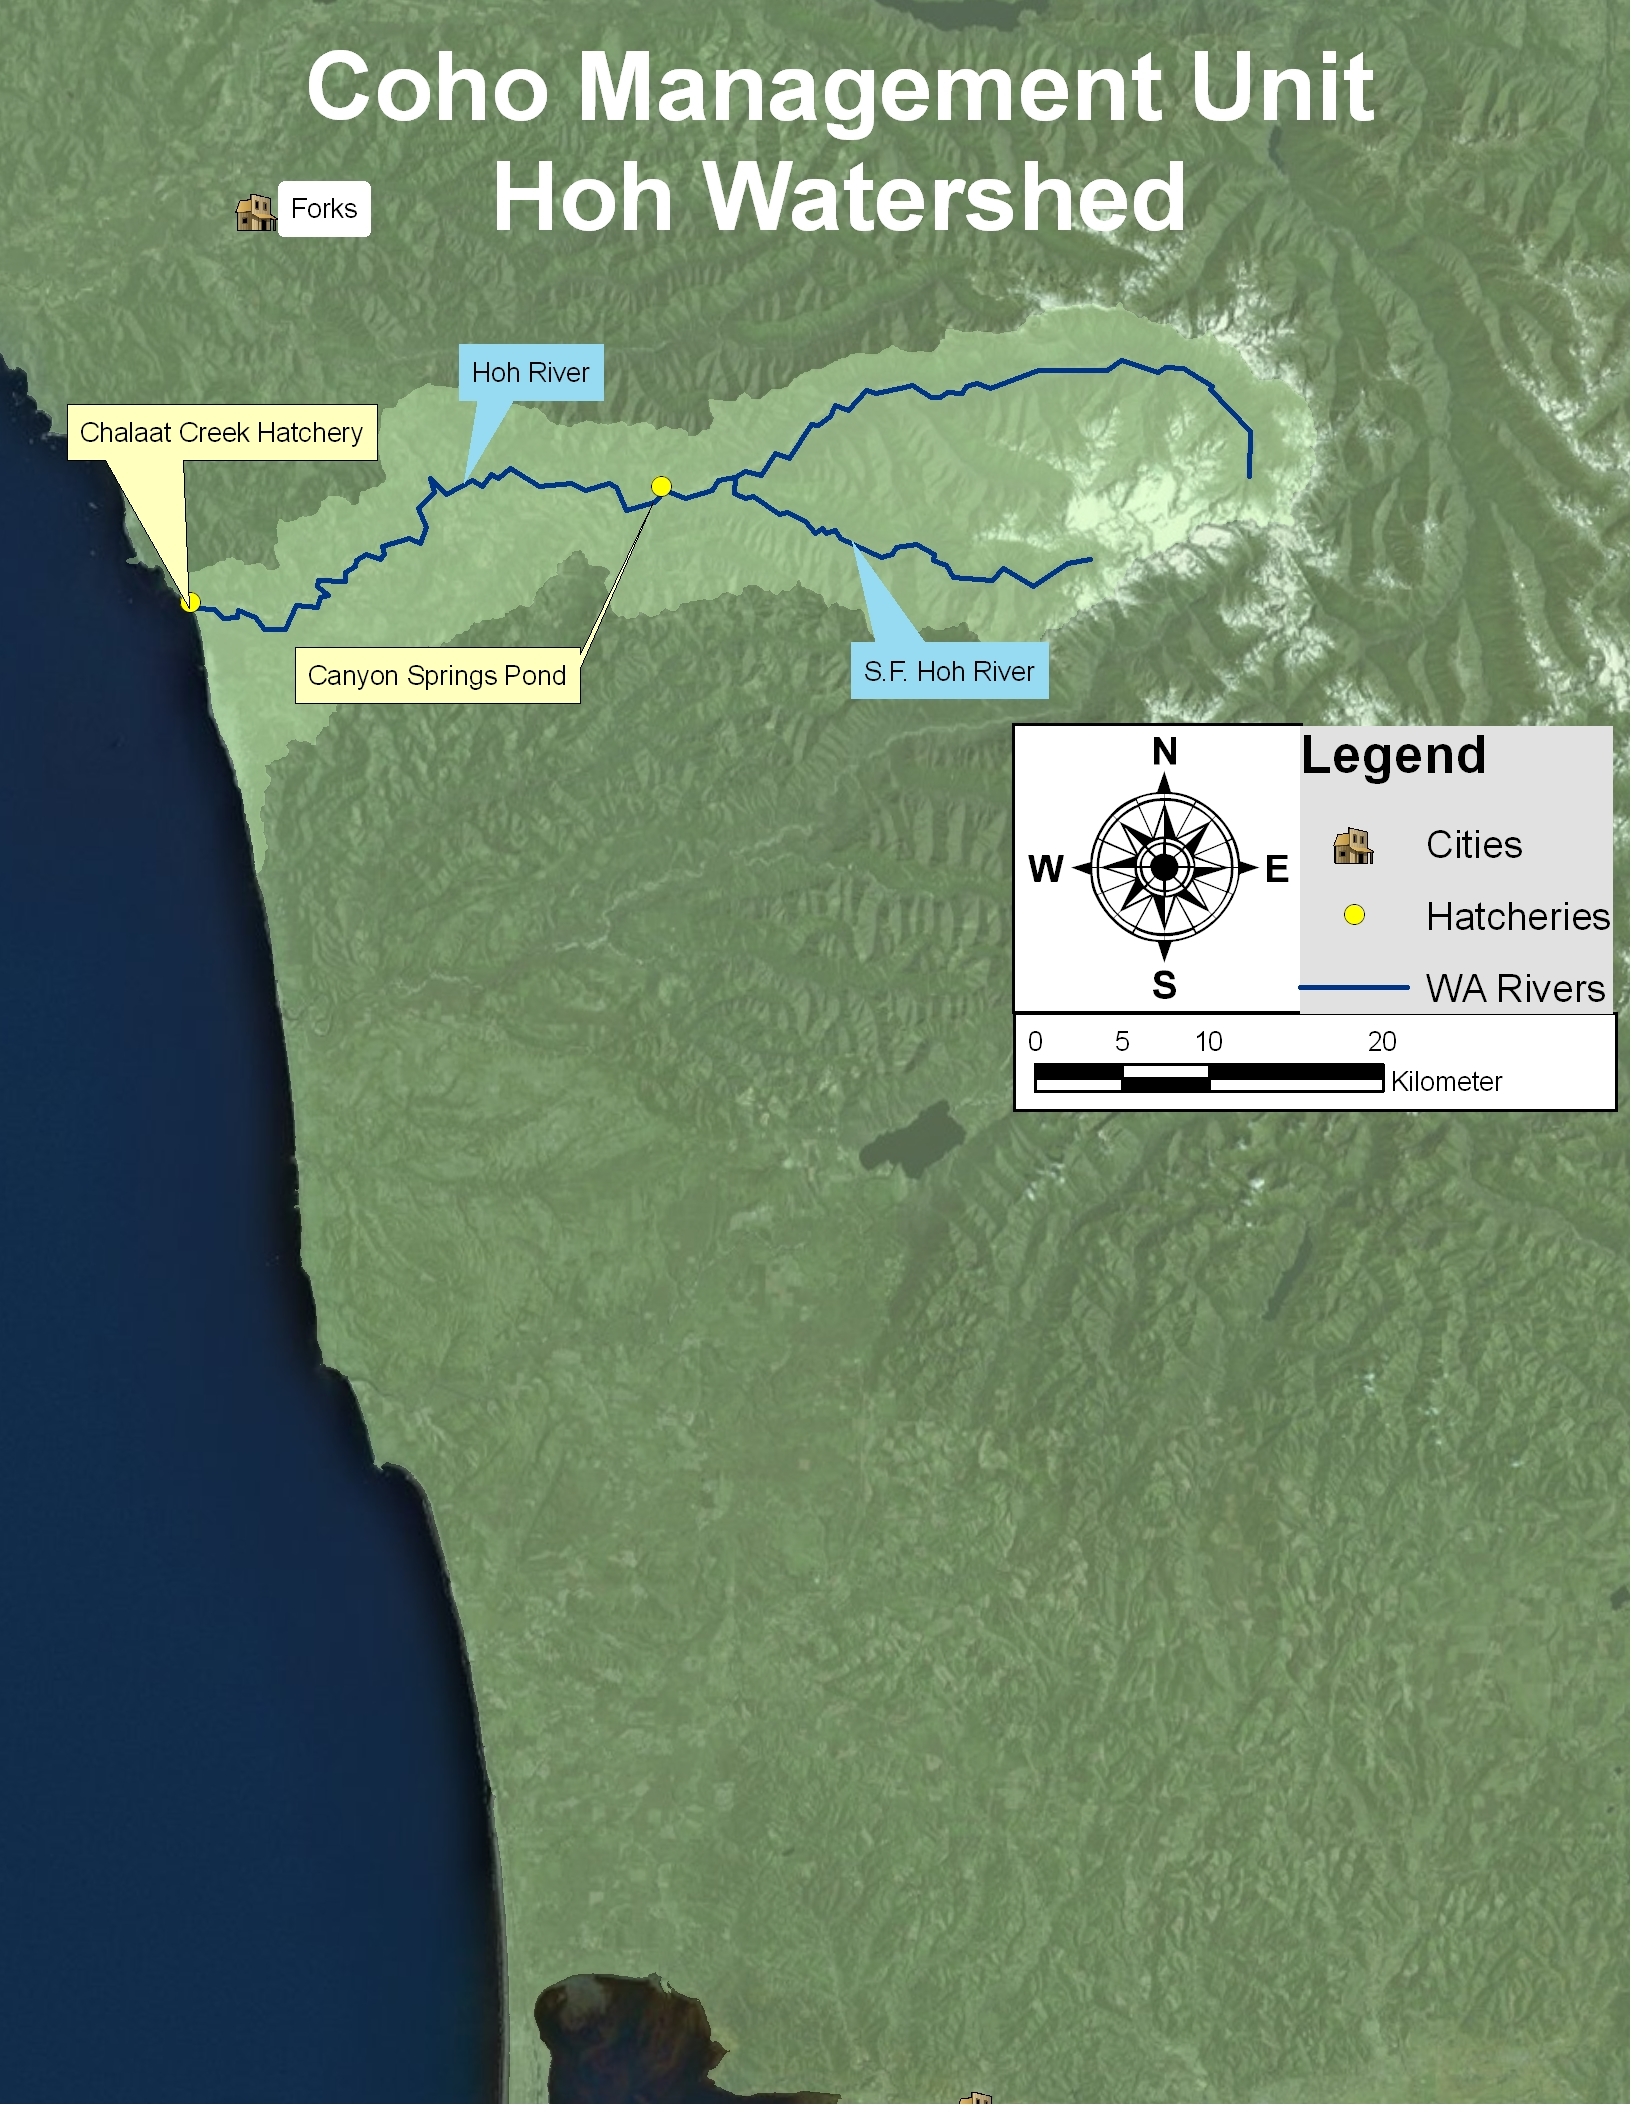 Coho Management Unit
Hoh Watershed
Forks
Hoh River
Chalaat Creek Hatchery
Canyon Springs Pond
S.F. Hoh River
N
W
E
S
Legend
Cities
Hatcheries
WA Rivers
0 5 10 20
Kilometer